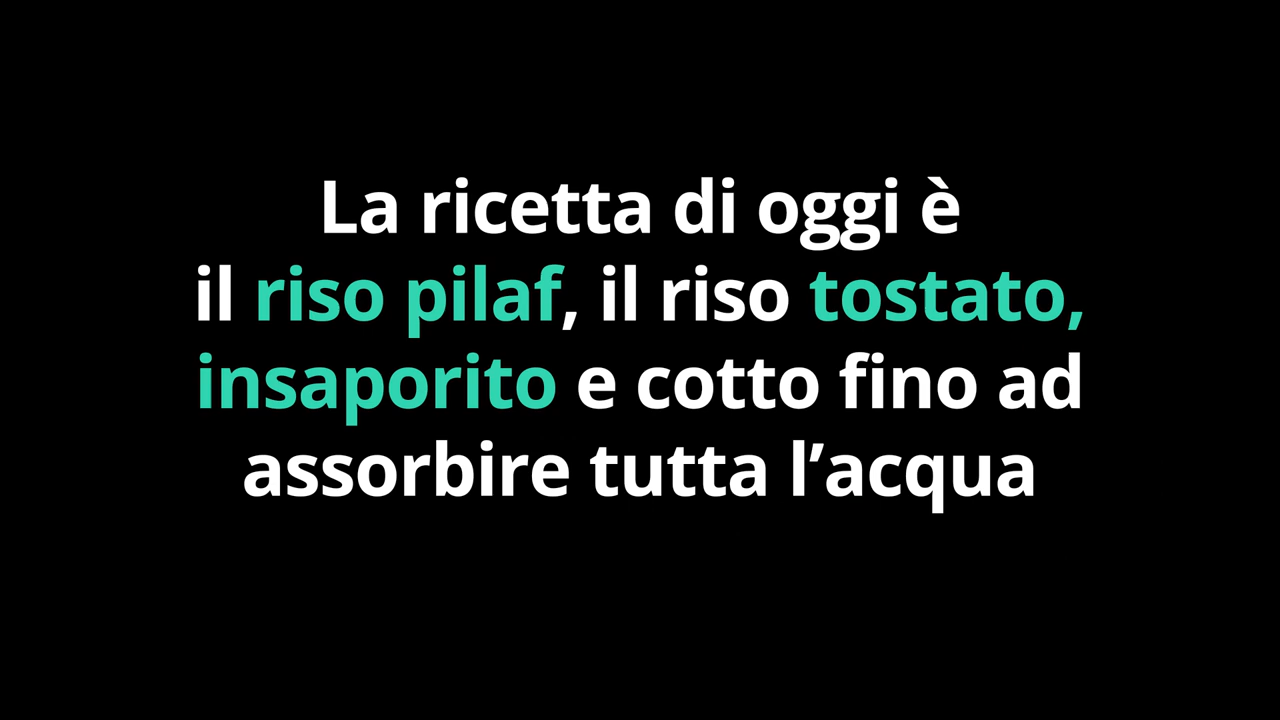 La ricetta di oggi è
il riso pilaf, il riso tostato,
insaporito e cotto fino ad
assorbire tutta l’acqua